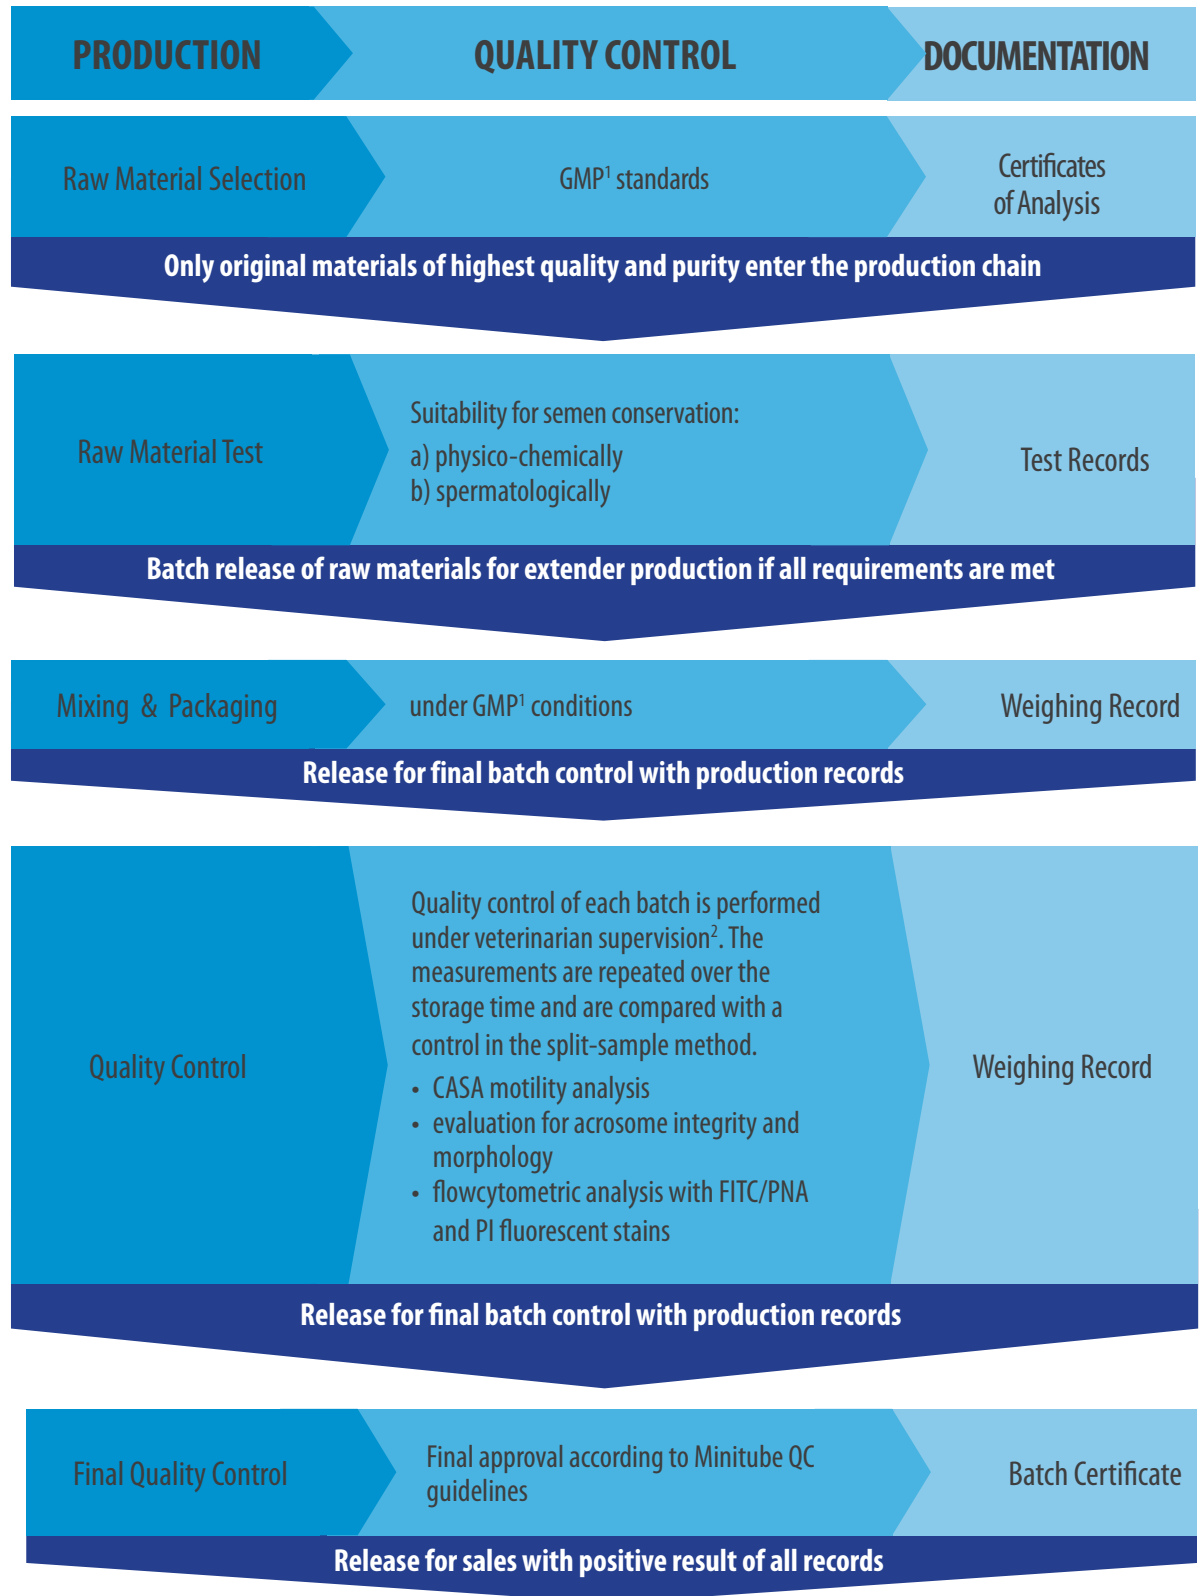 PRODUCTION
QUALITY CONTROL
DOCUMENTATION
Raw Material Selection
GMP¹ standards
Certificates
of Analysis
Only original materials of highest quality and purity enter the production chain
Raw Material Test
Suitability for semen conservation:
a) physico-chemically
b) spermatologically
Test Records
Batch release of raw materials for extender production if all requirements are met
Mixing & Packaging
under GMP¹ conditions
Weighing Record
Release for final batch control with production records
Quality Control
Quality control of each batch is performed
under veterinarian supervision². The
measurements are repeated over the
storage time and are compared with a
control in the split-sample method.
• CASA motility analysis
• evaluation for acrosome integrity and
morphology
• flowcytometric analysis with FITC/PNA
and PI fluorescent stains
Weighing Record
Release for final batch control with production records
Final Quality Control
Final approval according to Minitube QC
guidelines
Batch Certificate
Release for sales with positive result of all records